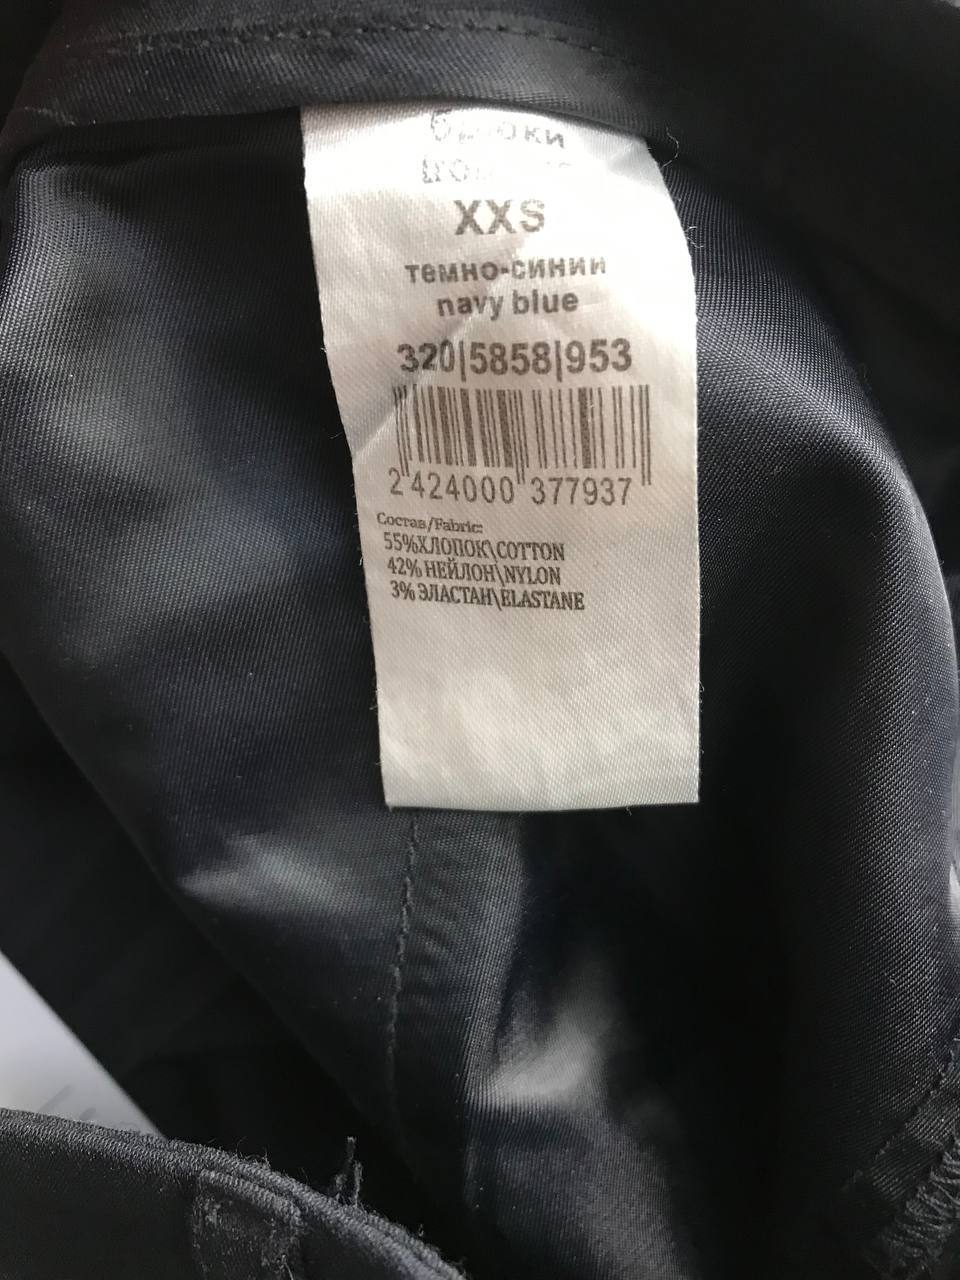 брюки
XXS
темно-синий
navy blue
320|5858|953
2 424000 377937
Состав/Fabric:
55%ХЛОПОК\COTTON
42% НЕЙЛОН\NYLON
3% ЭЛАСТАН\ELASTANE